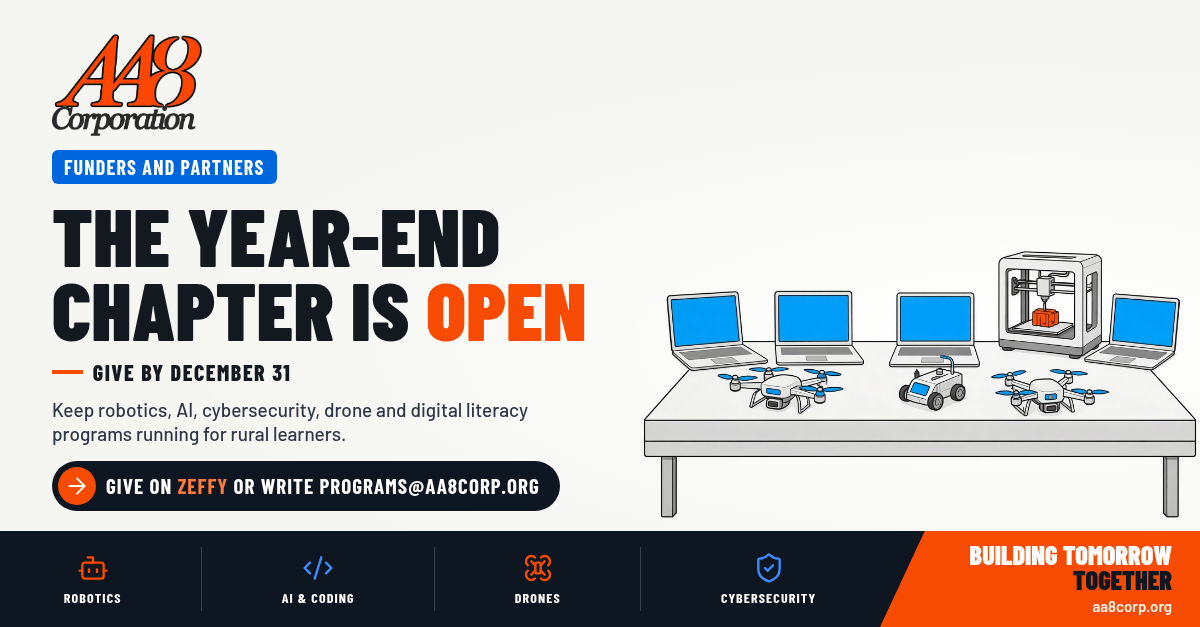 AA8
Corporation
FUNDERS AND PARTNERS
THE YEAR-END
CHAPTER IS OPEN
GIVE BY DECEMBER 31
Keep robotics, AI, cybersecurity, drone and digital literacy
programs running for rural learners.
GIVE ON ZEFFY OR WRITE PROGRAMS@AA8CORP.ORG
ROBOTICS
AI & CODING
DRONES
CYBERSECURITY
BUILDING TOMORROW
TOGETHER
aa8corp.org